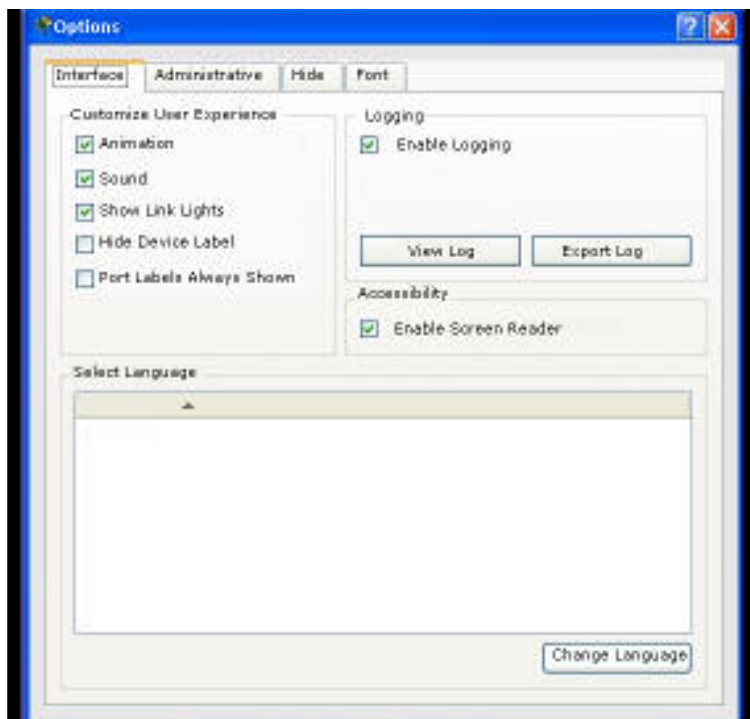 Options
Interface
Administrative
Hide
Font
Customize User Experience
Animation
Sound
Show Link Lights
Hide Device Label
Port Labels Always Shown
Logging
Enable Logging
View Log
Export Log
Accessibility
Enable Screen Reader
Select Language
Change Language